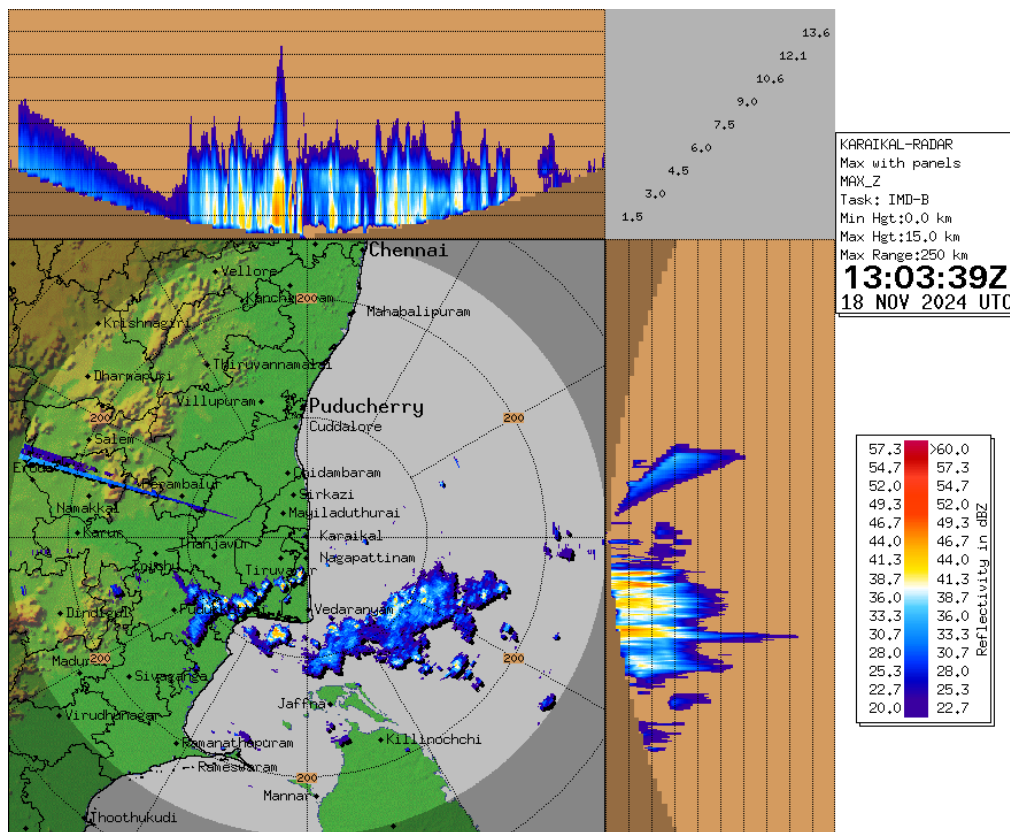 13.6
12.1
10.6
9.0
7.5
6.0
4.5
3.0
1.5
KARAIKAL-RADAR
Max with panels
MAX_Z
Task: IMD-B
Min Hgt:0.0 km
Max Hgt:15.0 km
Max Range:250 km
13:03:39Z
18 NOV 2024 UTC
Chennai
Vellore
200
Mahabalipuram
Krishnagiri
Thiruvannamalai
Dharmapuri
Villupuram
Puducherry
200
200
Cuddalore
Salem
Chidambaram
Perambalur
Sirkazi
Namakkal
Mayiladuthurai
Karur
Karaikal
Thanjavur
Nagapattinam
Tiruvarur
Vedaranyam
200
200
Sivaganga
Jaffna
Virudhunagar
Killinochchi
Ramanathapuram
Rameswaram
200
Mannar
Thoothukudi
57.3 >60.0
54.7 57.3
52.0 54.7
49.3 52.0
46.7 49.3
44.0 46.7
41.3 44.0
38.7 41.3
36.0 38.7
33.3 36.0
30.7 33.3
28.0 30.7
25.3 28.0
22.7 25.3
20.0 22.7
Reflectivity in dBZ